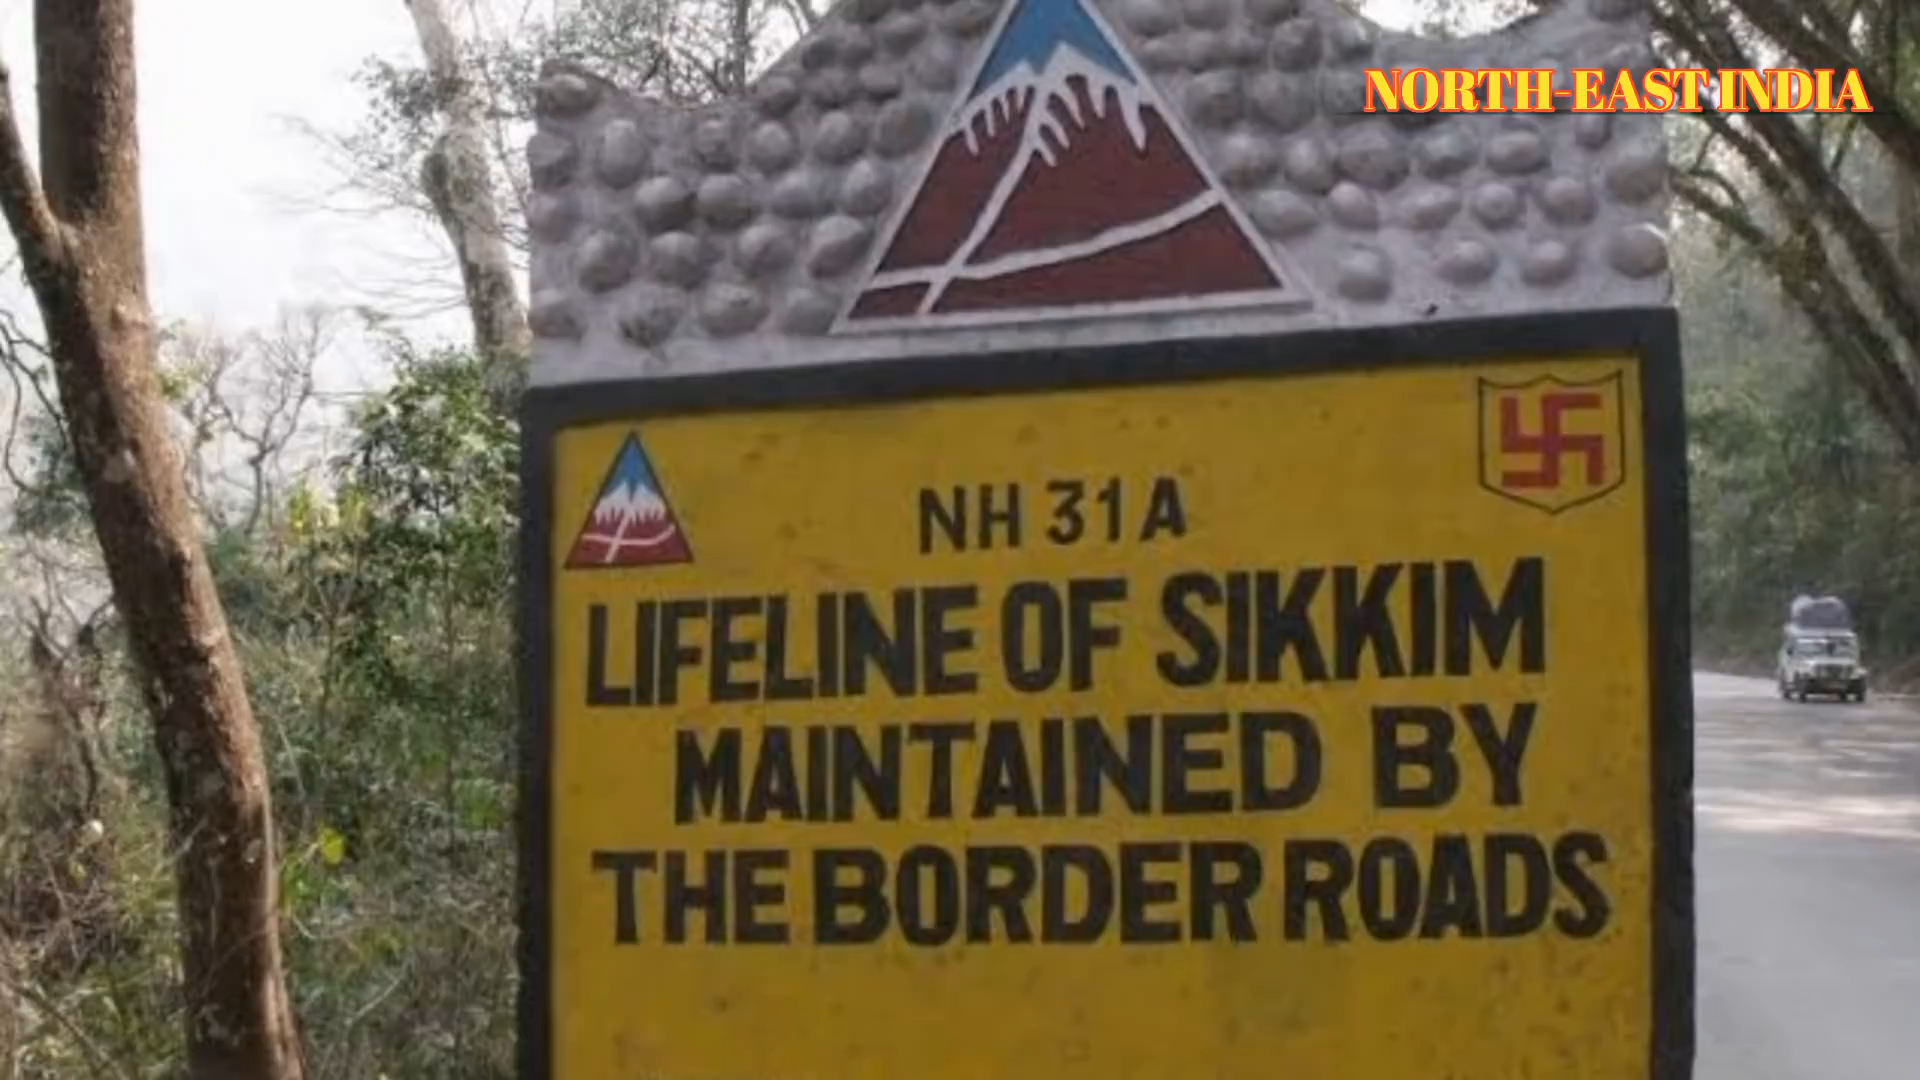 NORTH-EAST INDIA
NH 31A
LIFELINE OF SIKKIM
MAINTAINED BY
THE BORDER ROADS